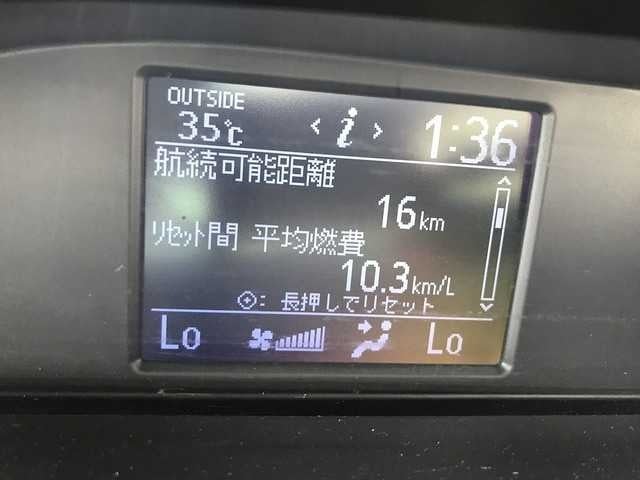 OUTSIDE
35℃ < i > 1:36
航続可能距離
16km
リセット間 平均燃費
10.3km/L
: 長押しでリセット
Lo Lo